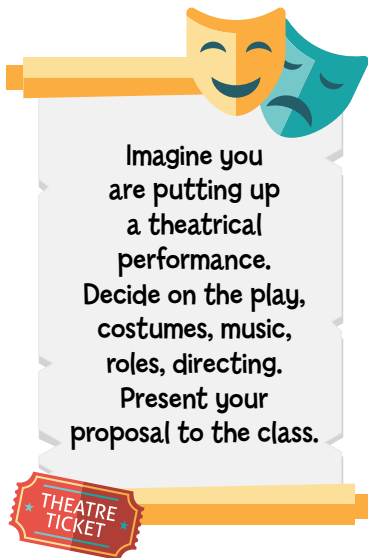 Imagine you
are putting up
a theatrical
performance.
Decide on the play,
costumes, music,
roles, directing.
Present your
proposal to the class.
THEATRE
TICKET